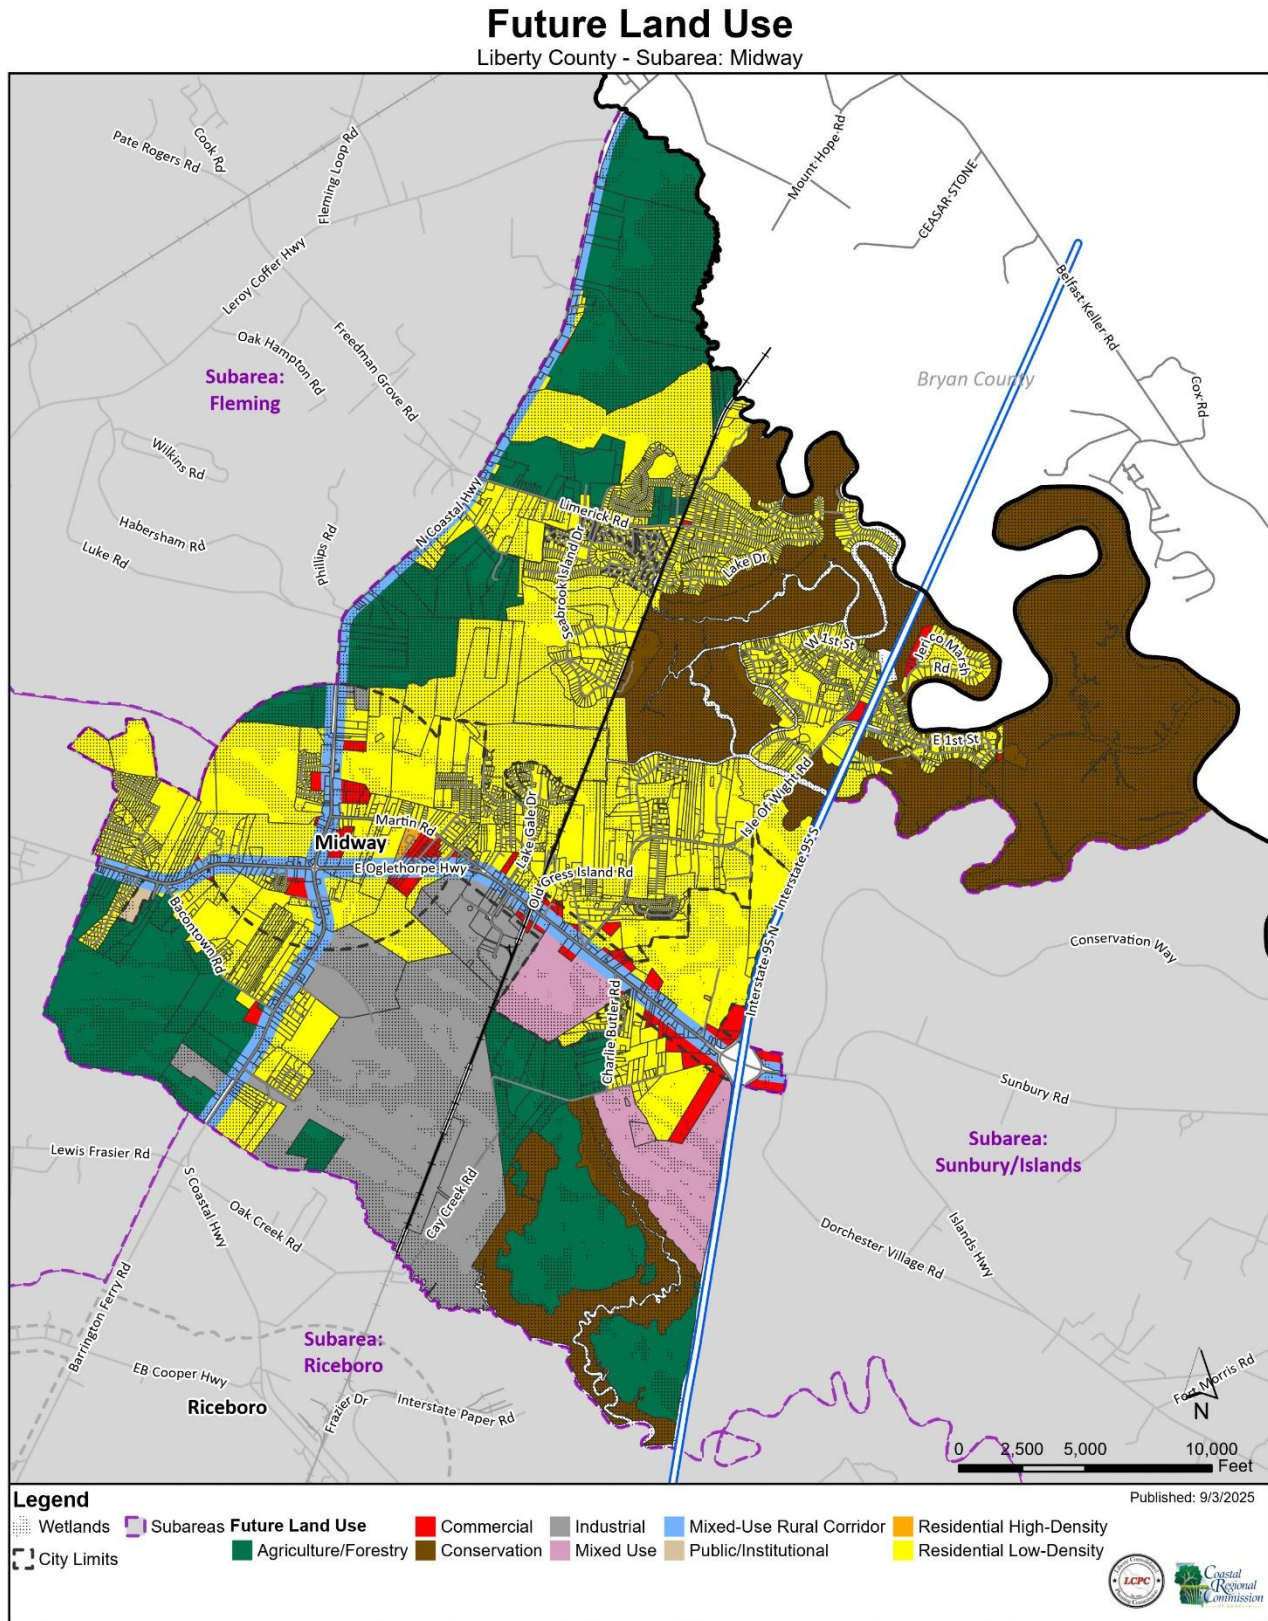 Future Land Use
Liberty County - Subarea: Midway
Pate Rogers Rd
Cook Rd
Fleming Loop Rd
Mount Hope Rd
CEASAR STONE
Leroy Coffer Hwy
Belfast Keller Rd
Oak Hampton Rd
Freedman Grove Rd
Subarea:
Fleming
Bryan County
Cox Rd
Wilkins Rd
N Coastal Hwy
Limerick Rd
Habersham Rd
Luke Rd
Phillips Rd
Seabrook Island Dr
Lake Dr
W 1st St
Jerico Marsh
Rd
E 1st St
Isle Of Wight Rd
Lake Gale Dr
Martin Rd
Midway
E Oglethorpe Hwy
Old Gress Island Rd
Interstate 95 S
Interstate 95 N
Bacontown Rd
Conservation Way
Charlie Butler Rd
Sunbury Rd
Subarea:
Sunbury/Islands
Lewis Frasier Rd
S Coastal Hwy
Oak Creek Rd
Cay Creek Rd
Dorchester Village Rd
Islands Hwy
Barrington Ferry Rd
Subarea:
Riceboro
EB Cooper Hwy
Riceboro
Frazier Dr
Interstate Paper Rd
Fort Morris Rd
N
0 2,500 5,000 10,000
Feet
Legend
Published: 9/3/2025
Wetlands
Subareas
City Limits
Future Land Use
Agriculture/Forestry
Commercial
Conservation
Industrial
Mixed Use
Mixed-Use Rural Corridor
Public/Institutional
Residential High-Density
Residential Low-Density
LCPC
Coastal
Regional
Commission